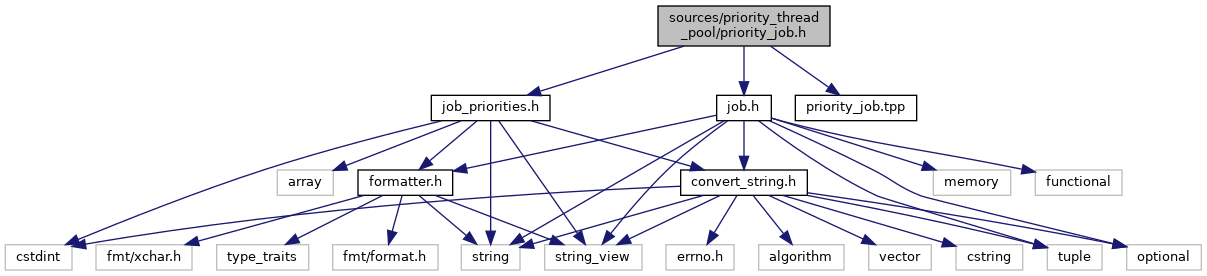 sources/priority_thread
_pool/priority_job.h
job_priorities.h
job.h
priority_job.tpp
array
formatter.h
convert_string.h
memory
functional
cstdint
fmt/xchar.h
type_traits
fmt/format.h
string
string_view
errno.h
algorithm
vector
cstring
tuple
optional